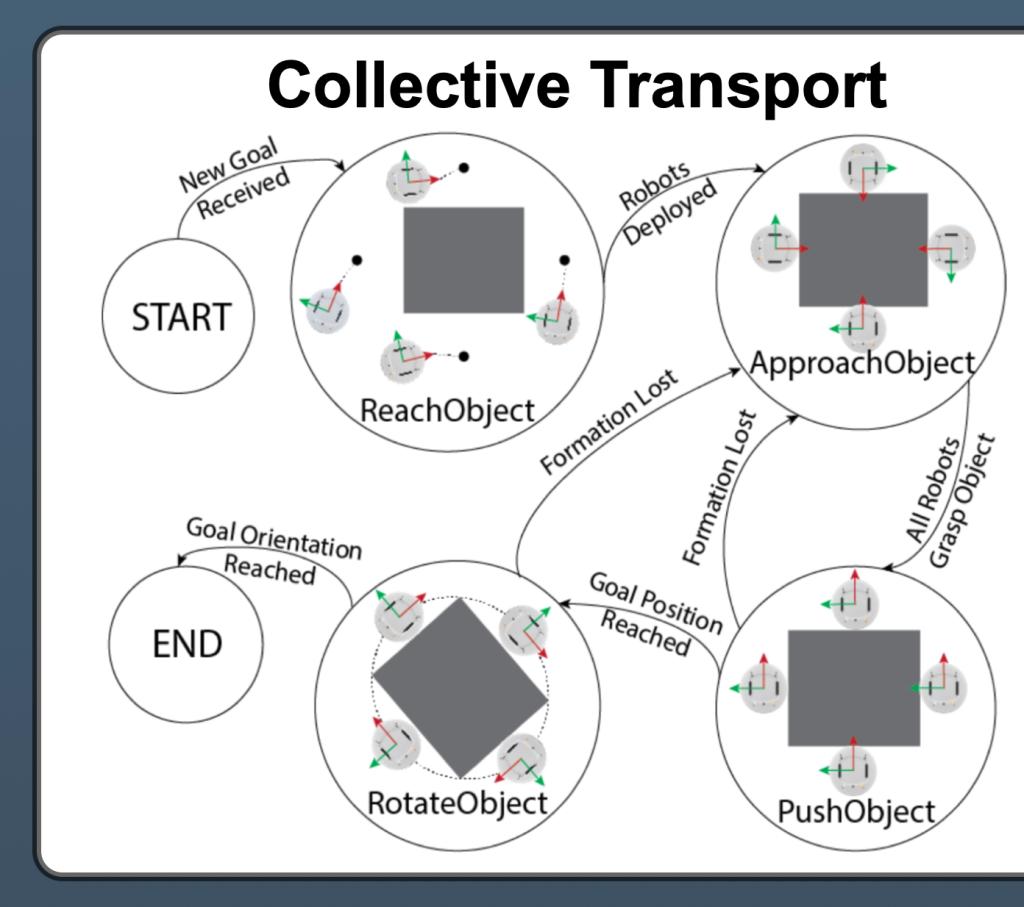 Collective Transport
New Goal
Received
START
ReachObject
Robots
Deployed
ApproachObject
Formation Lost
Formation Lost
All Robots
Grasp Object
Goal Orientation
Reached
END
RotateObject
Goal Position
Reached
PushObject